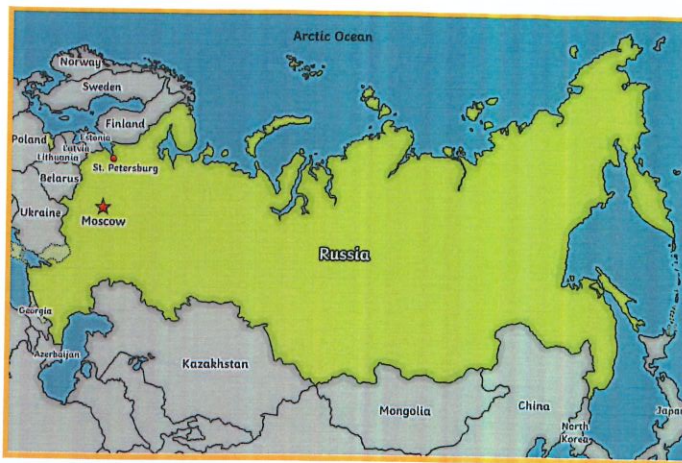 Arctic Ocean
Norway
Sweden
Finland
Estonia
Latvia
Lithuania
Poland
St. Petersburg
Belarus
Moscow
Ukraine
Russia
Georgia
Azerbaijan
Kazakhstan
Mongolia
China
North
Korea
Japan